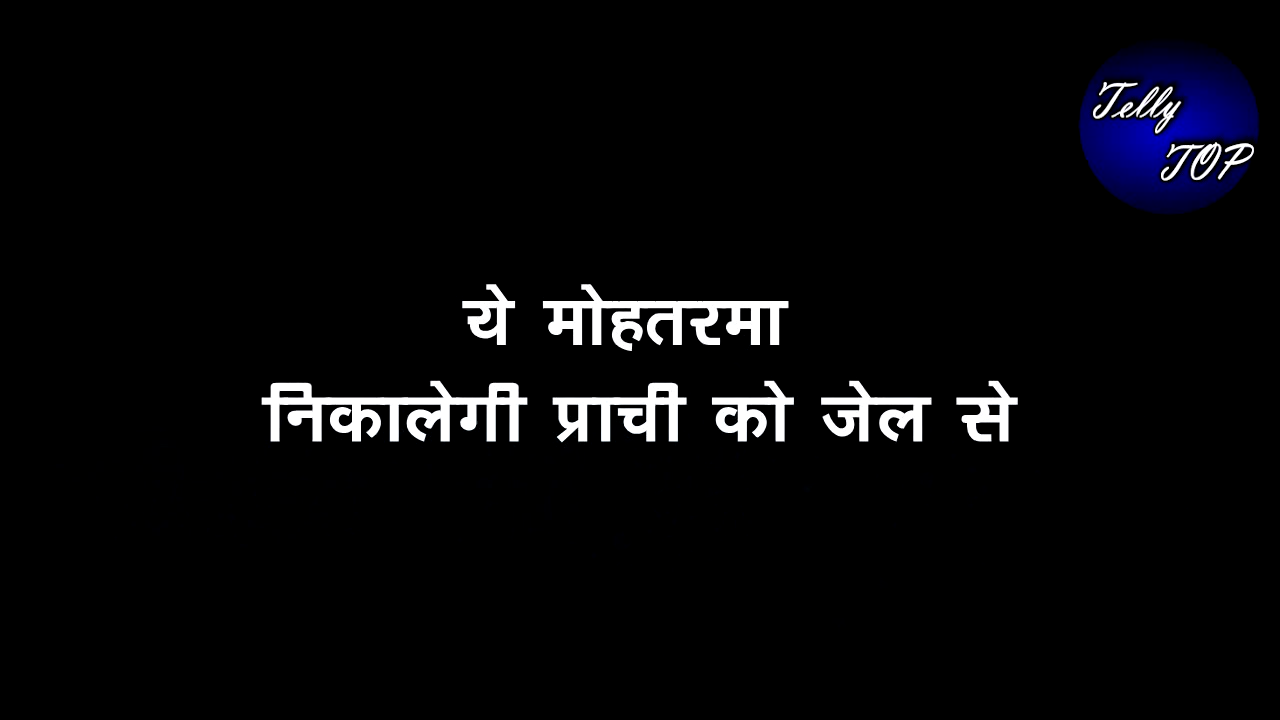 Telly
TOP
ये मोहतरमा
निकालेगी प्राची को जेल से